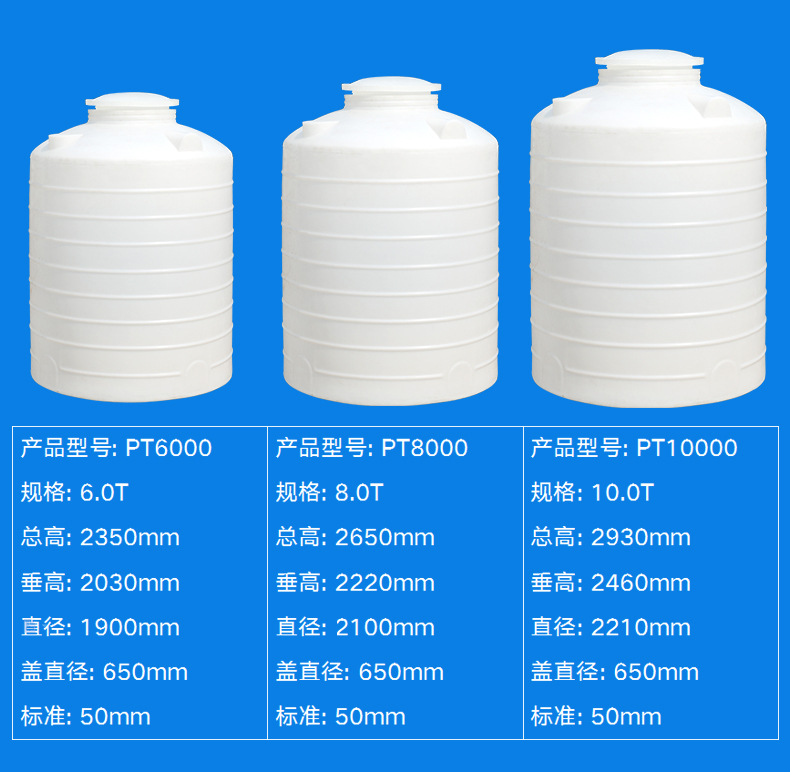 产品型号: PT6000
规格: 6.0T
总高: 2350mm
垂高: 2030mm
直径: 1900mm
盖直径: 650mm
标准: 50mm
产品型号: PT8000
规格: 8.0T
总高: 2650mm
垂高: 2220mm
直径: 2100mm
盖直径: 650mm
标准: 50mm
产品型号: PT10000
规格: 10.0T
总高: 2930mm
垂高: 2460mm
直径: 2210mm
盖直径: 650mm
标准: 50mm